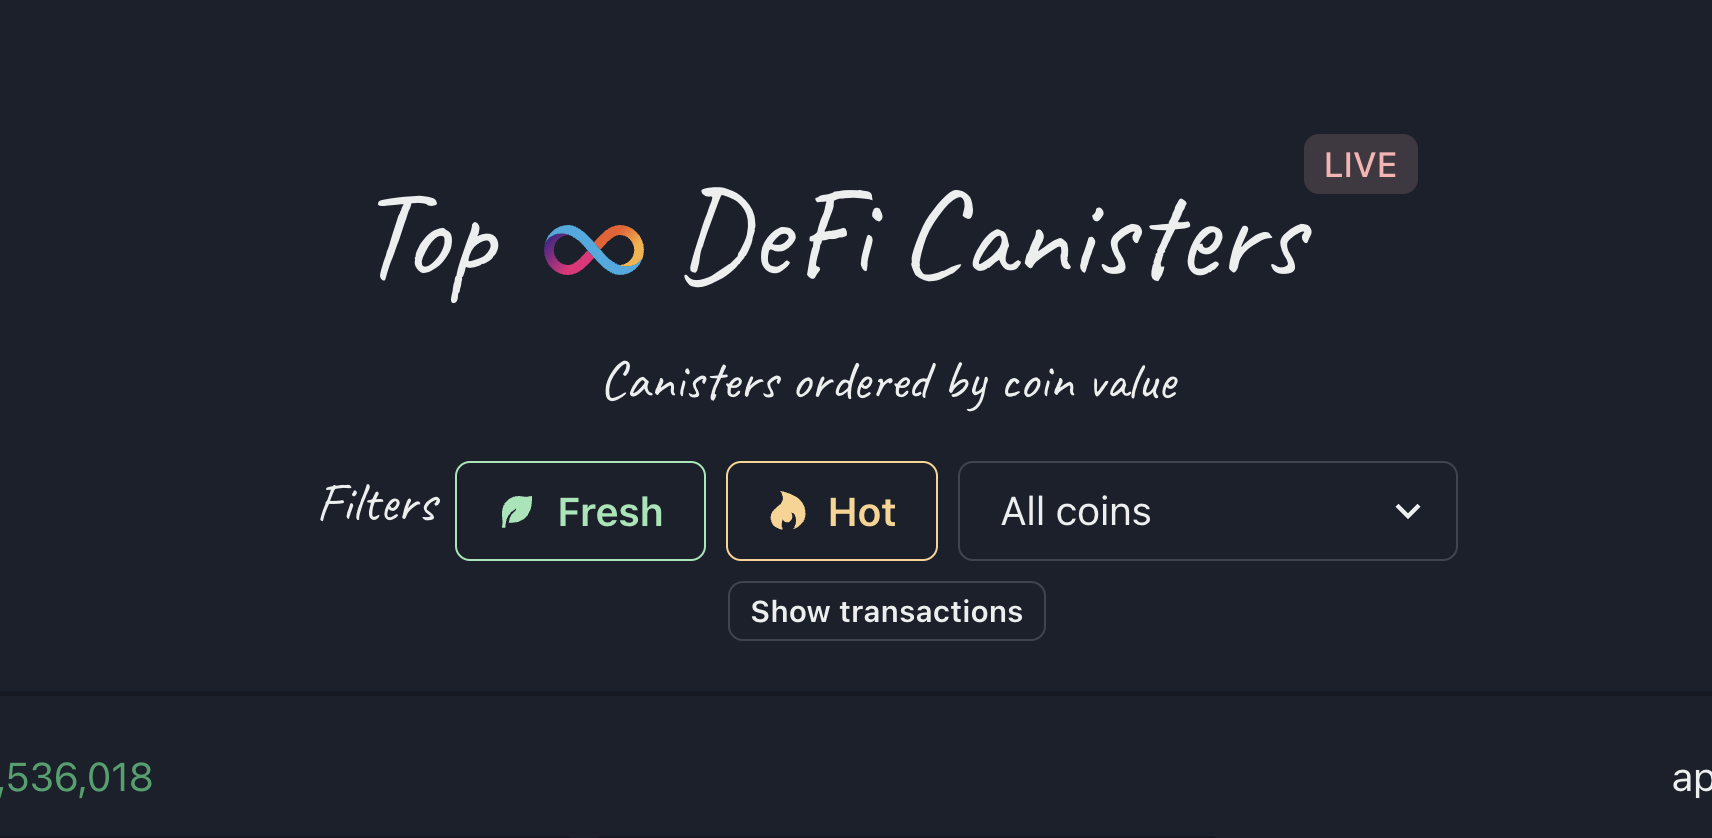 LIVE
Top DeFi Canisters
Canisters ordered by coin value
Filters Fresh Hot All coins
Show transactions
,536,018 ap